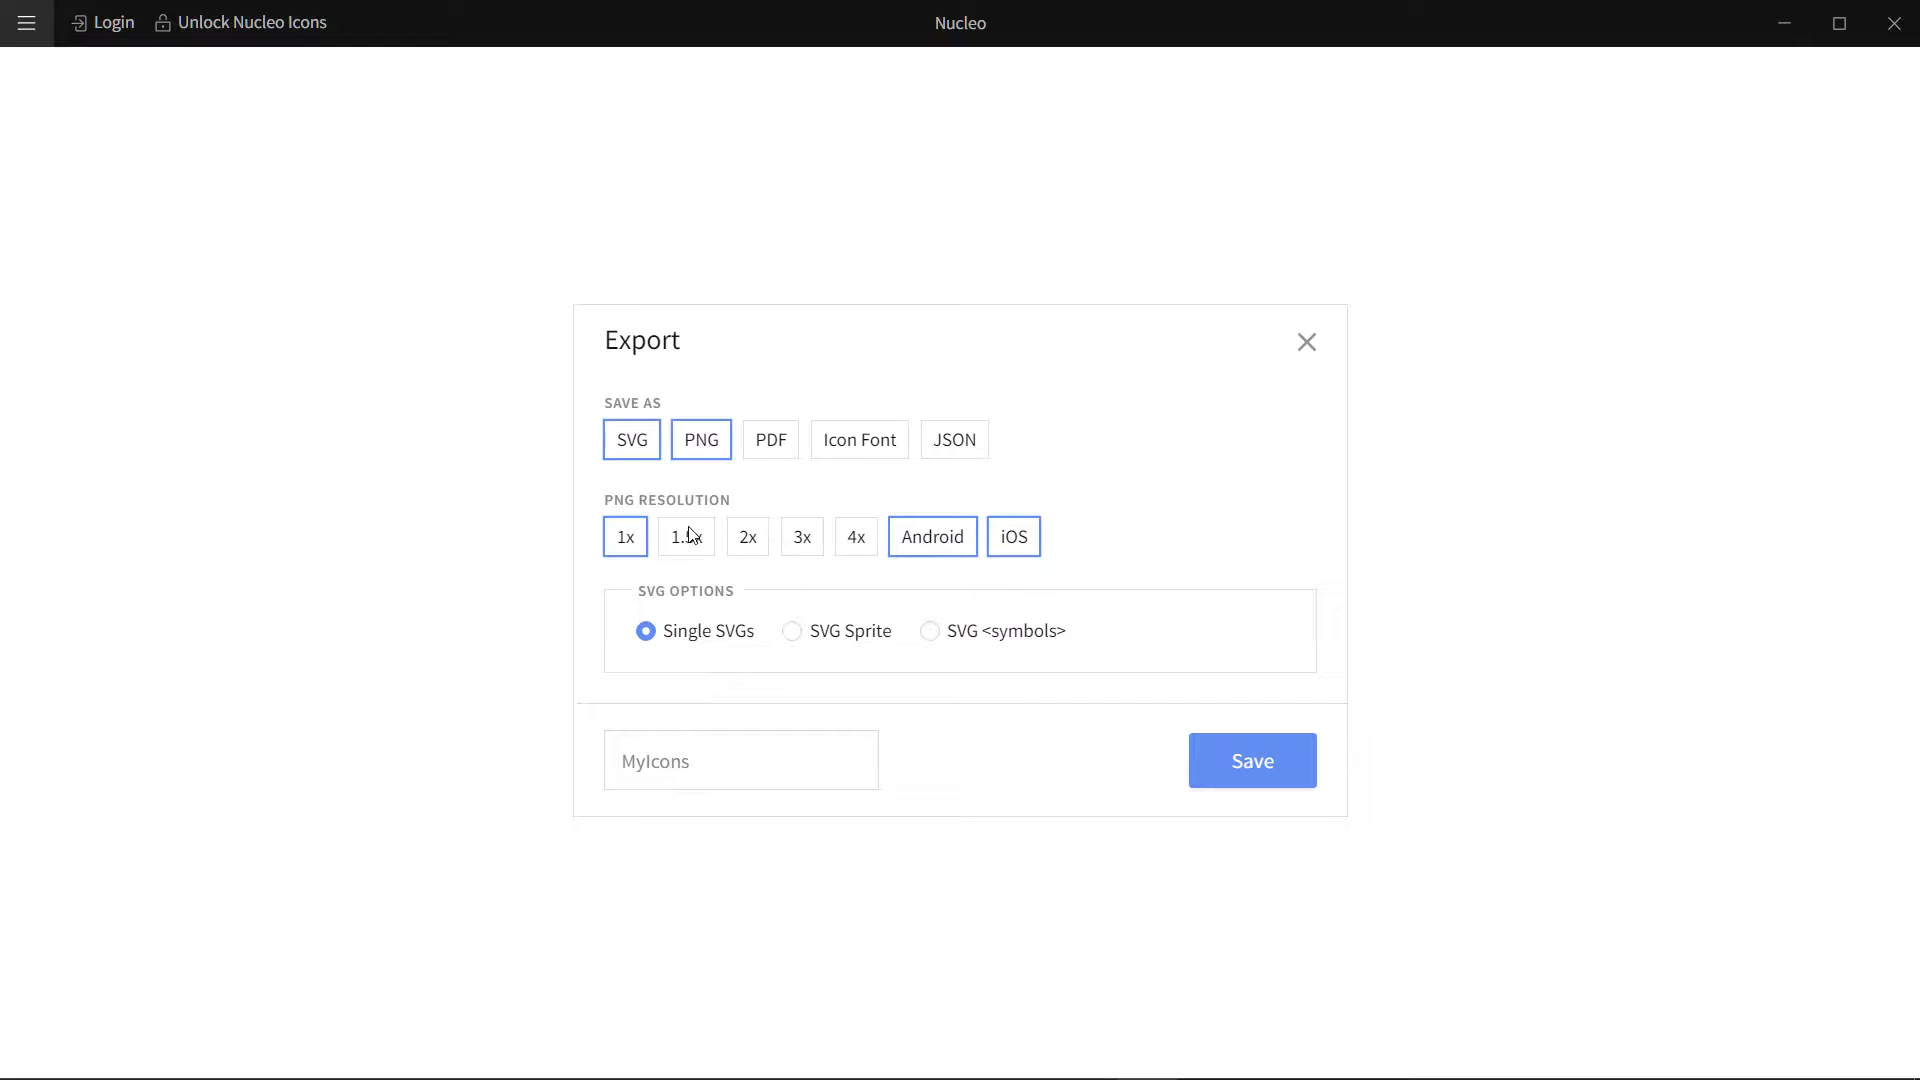 Login Unlock Nucleo Icons Nucleo
Export
SAVE AS
SVG PNG PDF Icon Font JSON
PNG RESOLUTION
1x 2x 3x 4x Android iOS
SVG OPTIONS
Single SVGs SVG Sprite SVG <symbols>
MyIcons Save